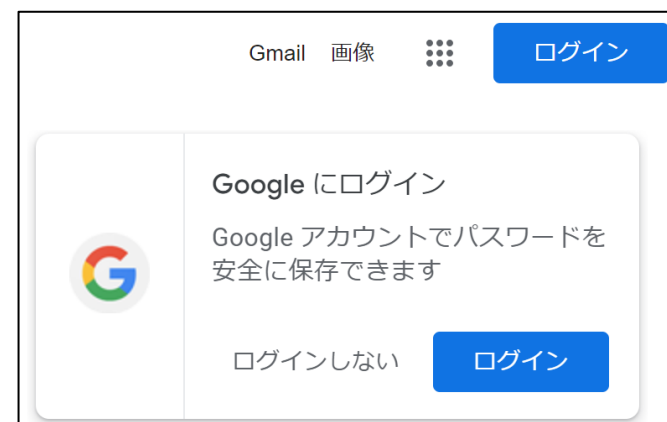 Gmail 画像 ログイン
Google にログイン
Google アカウントでパスワードを
安全に保存できます
ログインしない ログイン